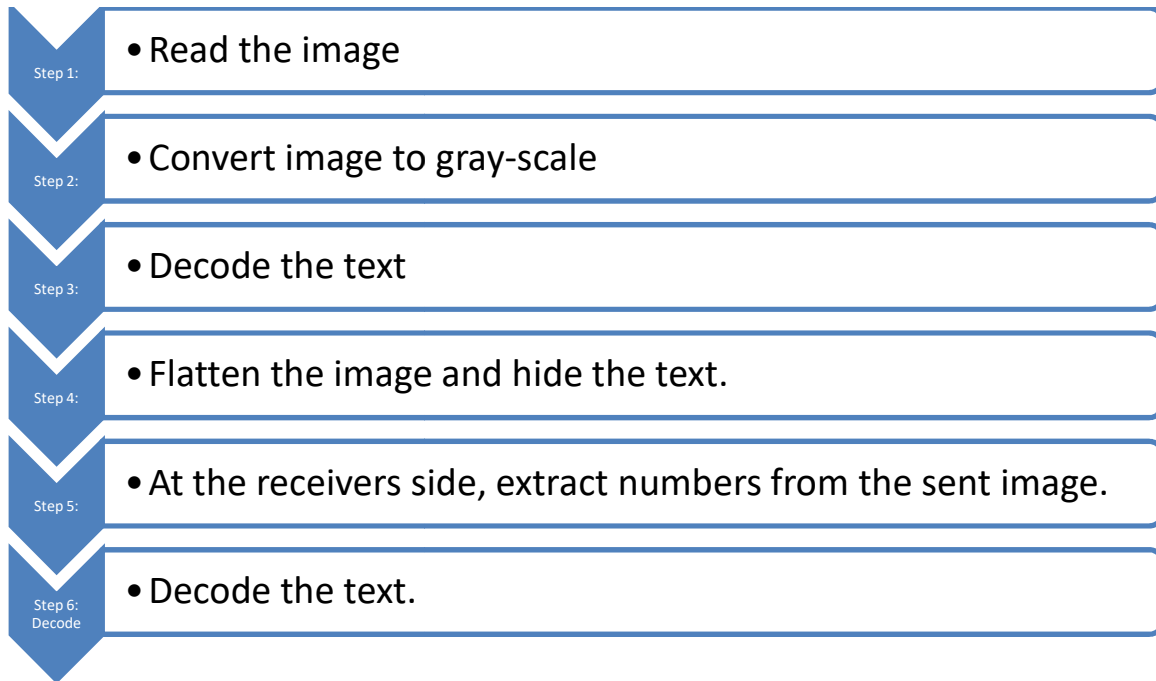 Step 1:
•Read the image
Step 2:
•Convert image to gray-scale
Step 3:
•Decode the text
Step 4:
•Flatten the image and hide the text.
Step 5:
•At the receivers side, extract numbers from the sent image.
Step 6:
Decode
•Decode the text.